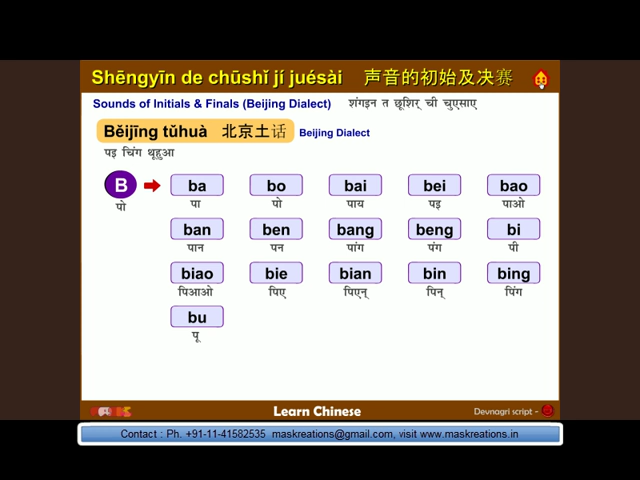 Shēngyīn de chūshǐ jí juésài 声音的初始及决赛
Sounds of Initials & Finals (Beijing Dialect) शंगइन त छूशिर् ची चुएसाए
Běijīng tǔhuà 北京土话 Beijing Dialect
पइ चिंग थूहुआ
B ba bo bai bei bao
पो पा पो पाय पइ पाओ
ban ben bang beng bi
पान पन पांग पंग पी
biao bie bian bin bing
पिआओ पिए पिएन् पिन् पिंग
bu
पू
Learn Chinese Devnagri script -
Contact : Ph. +91-11-41582535 maskreations@gmail.com, visit www.maskreations.in